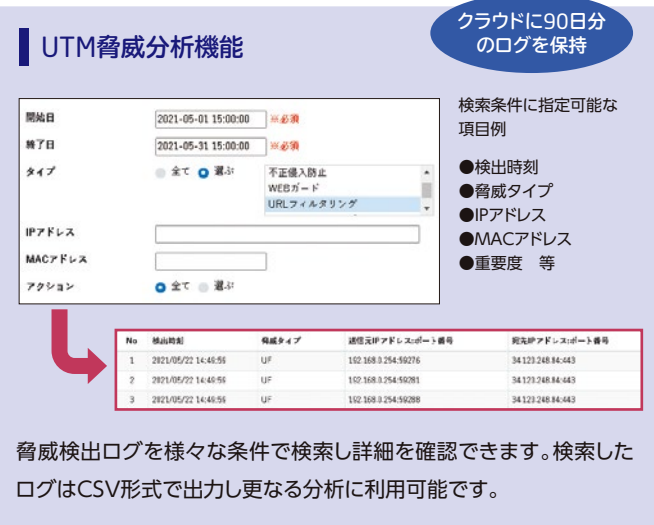 UTM脅威分析機能
クラウドに90日分
のログを保持
開始日 2021-05-01 15:00:00 ※必須
終了日 2021-05-31 15:00:00 ※必須
タイプ 全て 選ぶ 不正侵入防止
WEBガード
URLフィルタリング
IPアドレス
MACアドレス
アクション 全て 選ぶ
検索条件に指定可能な
項目例
●検出時刻
●脅威タイプ
●IPアドレス
●MACアドレス
●重要度 等
No 検出時刻 脅威タイプ 送信元IPアドレス:ポート番号 宛先IPアドレス:ポート番号
1 2021/05/22 14:49:56 UF 192.168.0.254:59276 34.120.248.84:443
2 2021/05/22 14:49:56 UF 192.168.0.254:59281 34.120.248.84:443
3 2021/05/22 14:49:56 UF 192.168.0.254:59288 34.120.248.84:443
脅威検出ログを様々な条件で検索し詳細を確認できます。検索した
ログはCSV形式で出力し更なる分析に利用可能です。